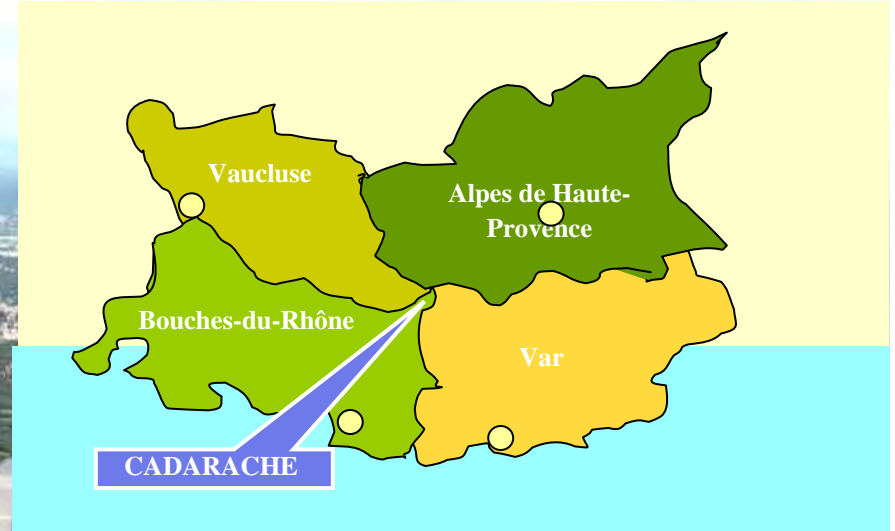 Vaucluse
Alpes de Haute-
Provence
Bouches-du-Rhône
Var
CADARACHE